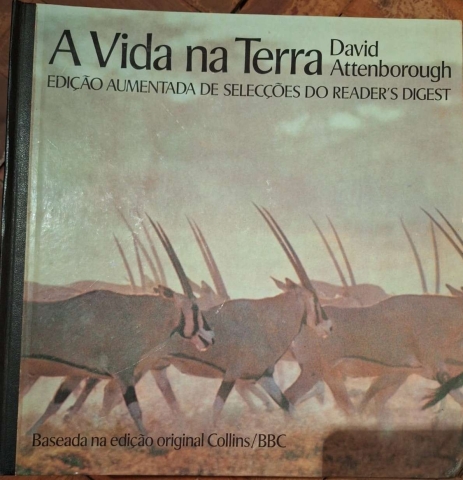 A Vida na Terra
David
Attenborough
EDIÇÃO AUMENTADA DE SELECÇÕES DO READER'S DIGEST
Baseada na edição original Collins/BBC